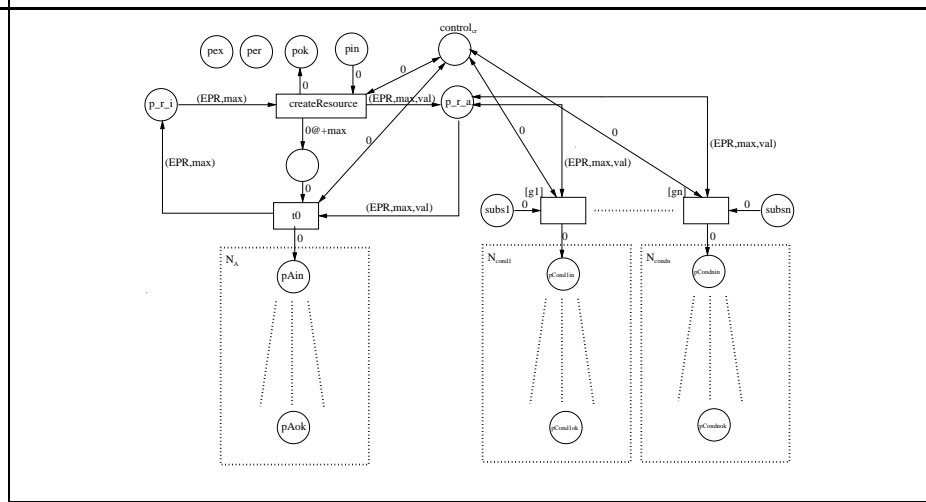 control_cr
pex
per
pok
pin
0
0
0
p_r_i
(EPR,max)
createResource
(EPR,max,val)
p_r_a
0@+max
0
0
0
(EPR,max)
(EPR,max,val)
(EPR,max,val)
0
[g1]
[gn]
t0
(EPR,max,val)
subs1
0
0
subsn
0
0
0
N_A
pAin
pAok
N_cond1
pCond1in
pCond1ok
N_condn
pCondnin
pCondnok